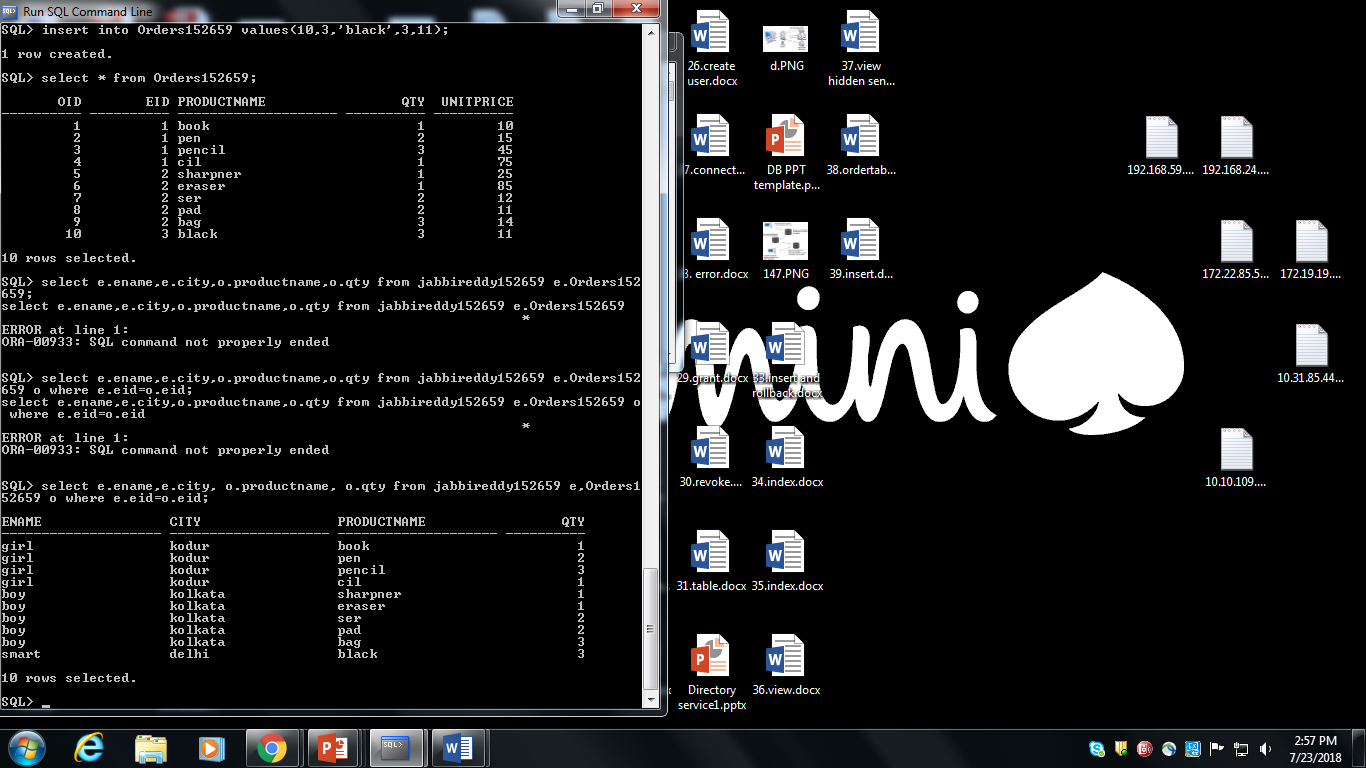 Run SQL Command Line
SQL> insert into Orders152659 values(10,3,'black',3,11);
1 row created.
SQL> select * from Orders152659;
OID EID PRODUCTNAME QTY UNITPRICE
---------- ---------- -------------------- ---------- ----------
1 1 book 1 10
2 1 pen 2 15
3 1 pencil 3 45
4 1 cil 1 75
5 2 sharpner 1 25
6 2 eraser 1 85
7 2 ser 2 12
8 2 pad 2 11
9 2 bag 3 14
10 3 black 3 11
10 rows selected.
SQL> select e.ename,e.city,o.productname,o.qty from jabbireddy152659 e.Orders152
659;
select e.ename,e.city,o.productname,o.qty from jabbireddy152659 e.Orders152659
*
ERROR at line 1:
ORA-00933: SQL command not properly ended
SQL> select e.ename,e.city,o.productname,o.qty from jabbireddy152659 e.Orders152
659 o where e.eid=o.eid;
select e.ename,e.city,o.productname,o.qty from jabbireddy152659 e.Orders152659 o
where e.eid=o.eid
*
ERROR at line 1:
ORA-00933: SQL command not properly ended
SQL> select e.ename,e.city, o.productname, o.qty from jabbireddy152659 e,Orders1
52659 o where e.eid=o.eid;
ENAME CITY PRODUCTNAME QTY
-------------------- -------------------- -------------------- ----------
girl kodur book 1
girl kodur pen 2
girl kodur pencil 3
girl kodur cil 1
boy kolkata sharpner 1
boy kolkata eraser 1
boy kolkata ser 2
boy kolkata pad 2
boy kolkata bag 3
smart delhi black 3
10 rows selected.
SQL> _
26.create
user.docx
d.PNG
37.view
hidden sen...
7.connect...
DB PPT
template.p...
38.ordertab...
192.168.59....
192.168.24....
3. error.docx
147.PNG
39.insert.d...
172.22.85.5...
172.19.19....
mini
29.grant.docx
33.insert and
rollback.docx
10.31.85.44...
30.revoke....
34.index.docx
10.10.109....
31.table.docx
35.index.docx
Directory
service1.pptx
36.view.docx
SQL>
2:57 PM
7/23/2018